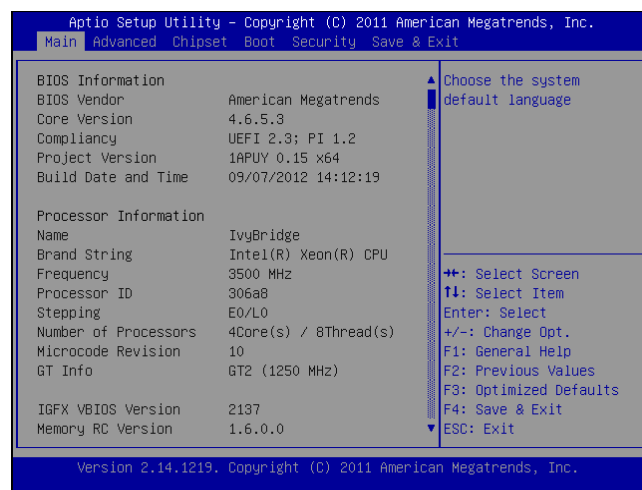 Aptio Setup Utility – Copyright (C) 2011 American Megatrends, Inc.
Main Advanced Chipset Boot Security Save & Exit
BIOS Information
BIOS Vendor American Megatrends
Core Version 4.6.5.3
Compliancy UEFI 2.3; PI 1.2
Project Version 1APUY 0.15 x64
Build Date and Time 09/07/2012 14:12:19
Processor Information
Name IvyBridge
Brand String Intel(R) Xeon(R) CPU
Frequency 3500 MHz
Processor ID 306a8
Stepping E0/L0
Number of Processors 4Core(s) / 8Thread(s)
Microcode Revision 10
GT Info GT2 (1250 MHz)
IGFX VBIOS Version 2137
Memory RC Version 1.6.0.0
Choose the system
default language
→←: Select Screen
↑↓: Select Item
Enter: Select
+/-: Change Opt.
F1: General Help
F2: Previous Values
F3: Optimized Defaults
F4: Save & Exit
ESC: Exit
Version 2.14.1219. Copyright (C) 2011 American Megatrends, Inc.